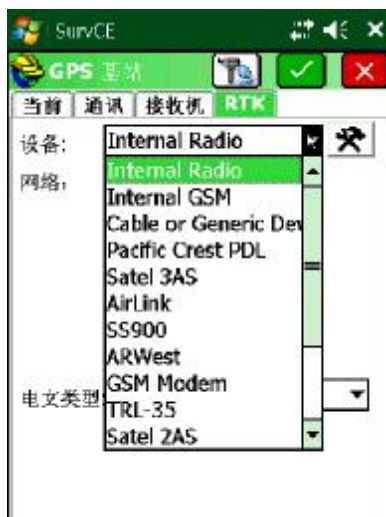 SurvCE
GPS 基站
当前 通讯 接收机 RTK
设备: Internal Radio
网络:
Internal Radio
Internal GSM
Cable or Generic Dev
Pacific Crest PDL
Satel 3AS
AirLink
SS900
ARWest
GSM Modem
电文类型:
TRL-35
Satel 2AS